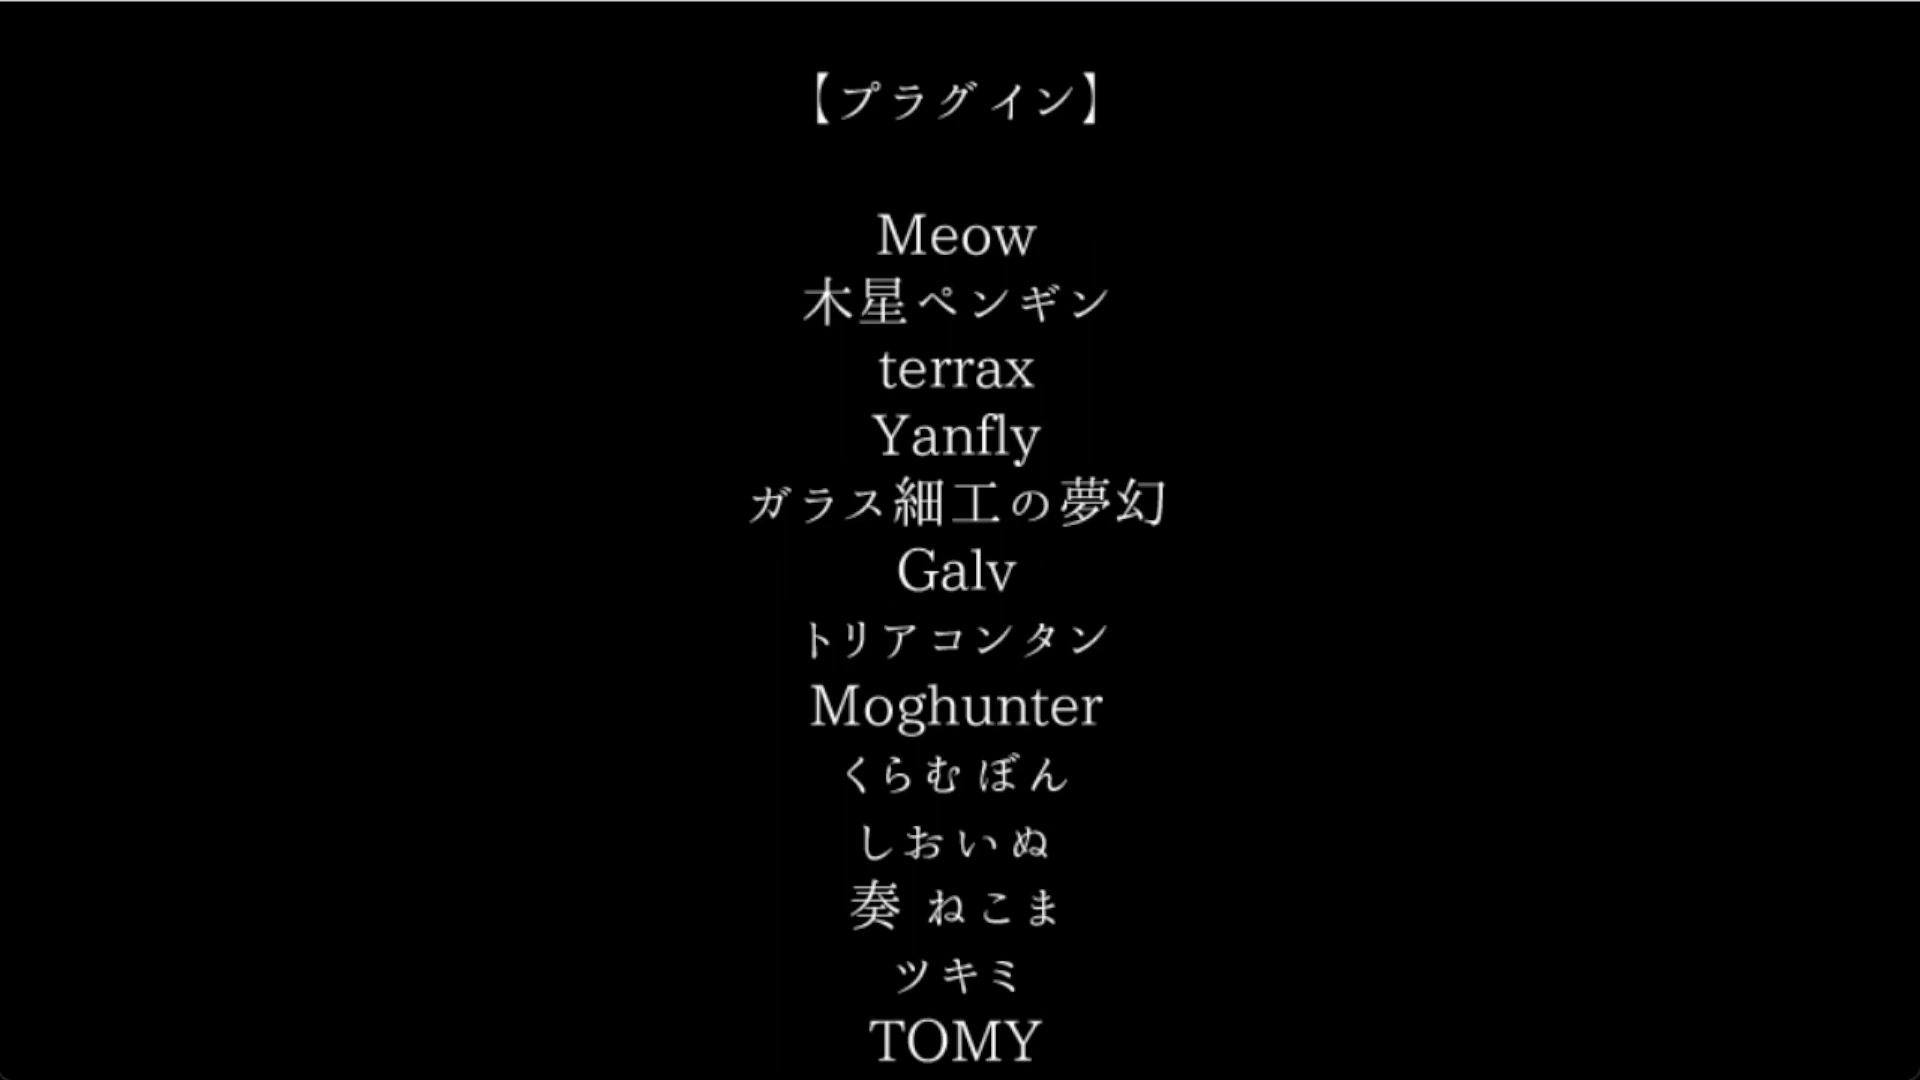 【プラグイン】
Meow
木星ペンギン
terrax
Yanfly
ガラス細工の夢幻
Galv
トリアコンタン
Moghunter
くらむぼん
しおいぬ
奏 ねこま
ツキミ
TOMY